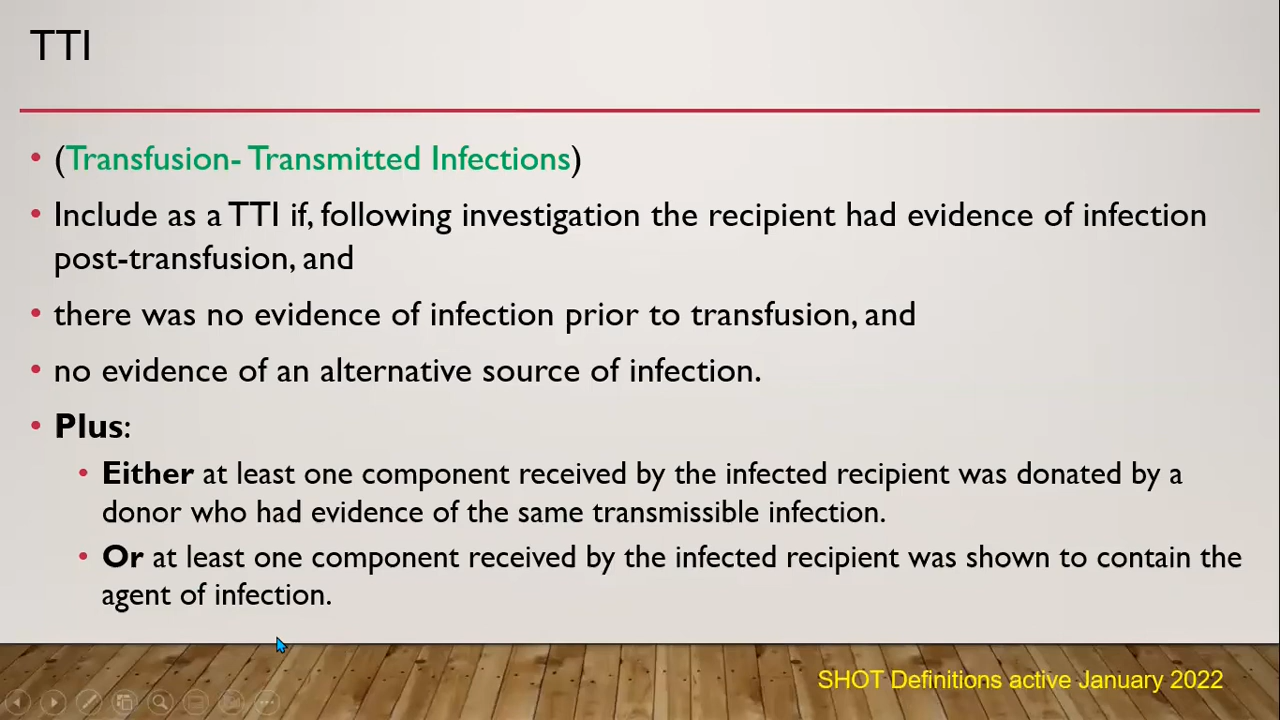 TTI
(Transfusion- Transmitted Infections)
Include as a TTI if, following investigation the recipient had evidence of infection
post-transfusion, and
there was no evidence of infection prior to transfusion, and
no evidence of an alternative source of infection.
Plus:
Either at least one component received by the infected recipient was donated by a
donor who had evidence of the same transmissible infection.
Or at least one component received by the infected recipient was shown to contain the
agent of infection.
SHOT Definitions active January 2022